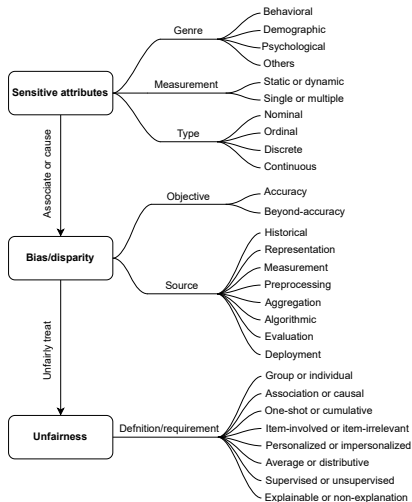 Behavioral
Genre
Demographic
Psychological
Others
Sensitive attributes
Measurement
Static or dynamic
Single or multiple
Nominal
Type
Ordinal
Discrete
Continuous
Associate or cause
Objective
Accuracy
Beyond-accuracy
Bias/disparity
Historical
Representation
Measurement
Source
Preprocessing
Aggregation
Algorithmic
Evaluation
Deployment
Unfairly treat
Group or individual
Association or causal
One-shot or cumulative
Unfairness
Defnition/requirement
Item-involved or item-irrelevant
Personalized or impersonalized
Average or distributive
Supervised or unsupervised
Explainable or non-explanation